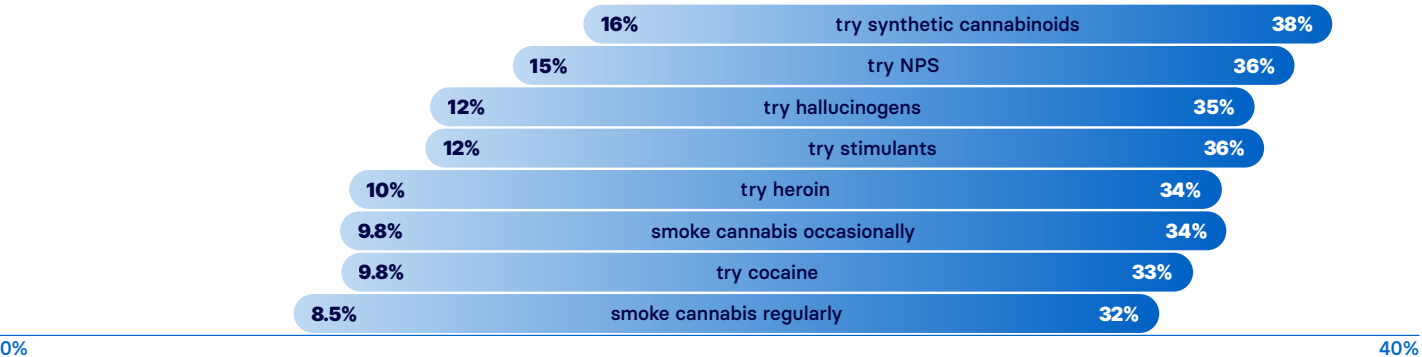 16% try synthetic cannabinoids 38%
15% try NPS 36%
12% try hallucinogens 35%
12% try stimulants 36%
10% try heroin 34%
9.8% smoke cannabis occasionally 34%
9.8% try cocaine 33%
8.5% smoke cannabis regularly 32%
0% 40%